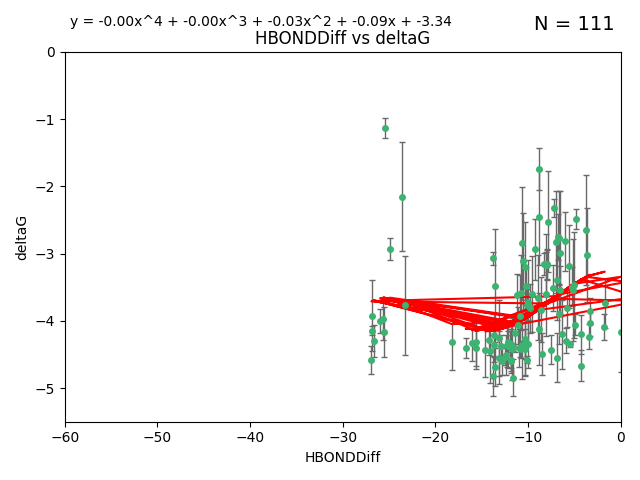 y = -0.00x^4 + -0.00x^3 + -0.03x^2 + -0.09x + -3.34
N = 111
HBONDDiff vs deltaG
0
−1
−2
−3
−4
−5
deltaG
−60 −50 −40 −30 −20 −10 0
HBONDDiff